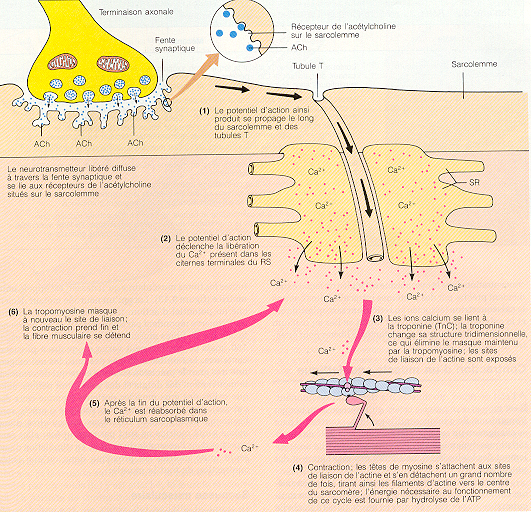 Terminaison axonale
Fente
synaptique
Récepteur de l'acétylcholine
sur le sarcolemme
ACh
Tubule T
Sarcolemme
ACh
ACh
ACh
(1) Le potentiel d'action ainsi
produit se propage le long
du sarcolemme et des
tubules T
Le neurotransmetteur libéré diffuse
à travers la fente synaptique et
se lie aux récepteurs de l'acétylcholine
situés sur le sarcolemme
Ca2+
Ca2+
Ca2+
Ca2+
Ca2+
Ca2+
SR
(2) Le potentiel d'action
déclenche la libération
du Ca2+ présent dans les
citernes terminales du RS
Ca2+
Ca2+
Ca2+
Ca2+
Ca2+
(6) La tropomyosine masque
à nouveau le site de liaison;
la contraction prend fin et
la fibre musculaire se détend
(3) Les ions calcium se lient à
la troponine (TnC); la troponine
change sa structure tridimensionnelle,
ce qui élimine le masque maintenu
par la tropomyosine; les sites
de liaison de l'actine sont exposés
Ca2+
(5) Après la fin du potentiel d'action,
le Ca2+ est réabsorbé dans
le réticulum sarcoplasmique
Ca2+
(4) Contraction; les têtes de myosine s'attachent aux sites
de liaison de l'actine et s'en détachent un grand nombre
de fois, tirant ainsi les filaments d'actine vers le centre
du sarcomère; l'énergie nécessaire au fonctionnement
de ce cycle est fournie par hydrolyse de l'ATP